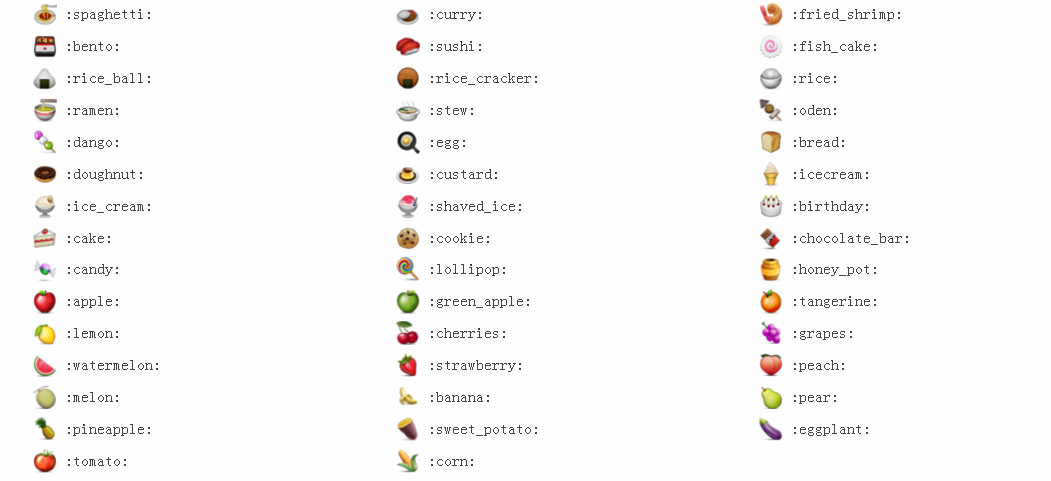 :spaghetti: :curry: :fried_shrimp:
:bento: :sushi: :fish_cake:
:rice_ball: :rice_cracker: :rice:
:ramen: :stew: :oden:
:dango: :egg: :bread:
:doughnut: :custard: :icecream:
:ice_cream: :shaved_ice: :birthday:
:cake: :cookie: :chocolate_bar:
:candy: :lollipop: :honey_pot:
:apple: :green_apple: :tangerine:
:lemon: :cherries: :grapes:
:watermelon: :strawberry: :peach:
:melon: :banana: :pear:
:pineapple: :sweet_potato: :eggplant:
:tomato: :corn: